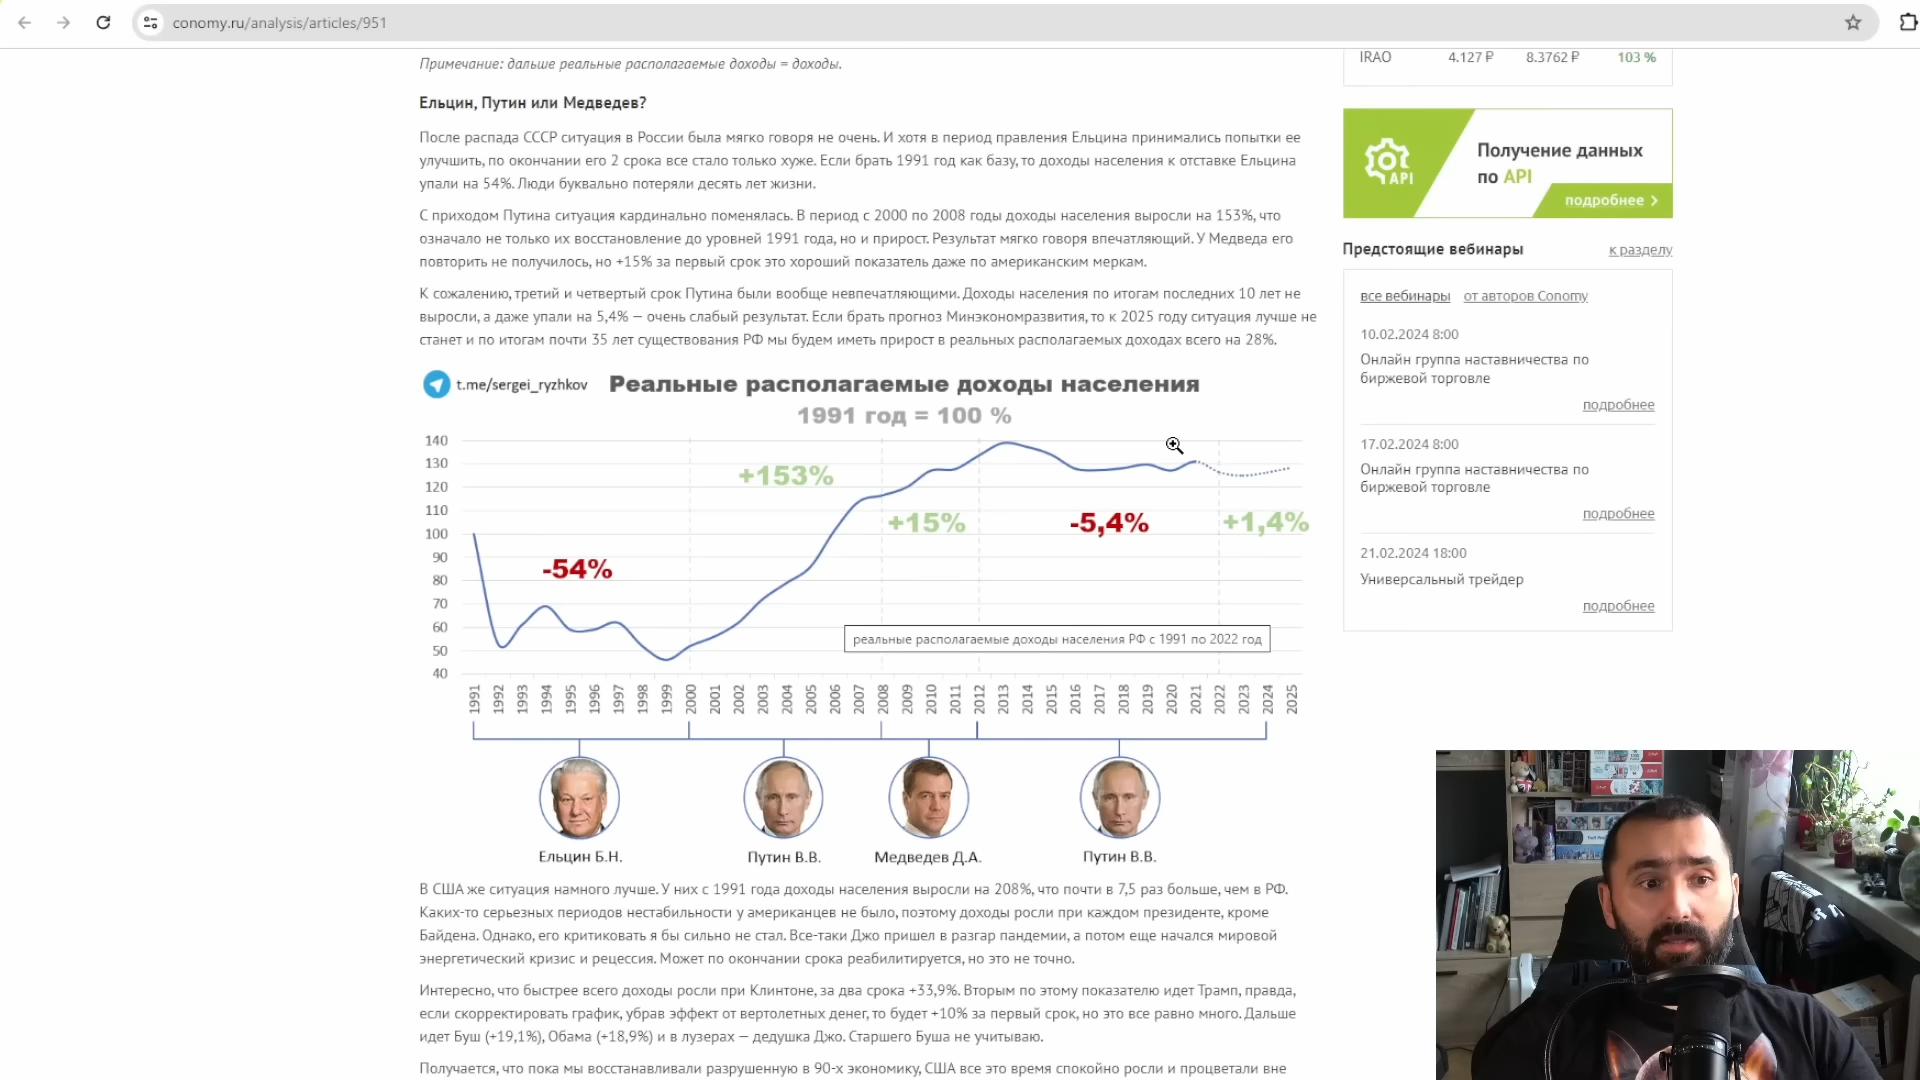 conomy.ru/analysis/articles/951
Примечание: дальше реальные располагаемые доходы = доходы.
Ельцин, Путин или Медведев?
После распада СССР ситуация в России была мягко говоря не очень. И хотя в период правления Ельцина принимались попытки ее
улучшить, по окончании его 2 срока все стало только хуже. Если брать 1991 год как базу, то доходы населения к отставке Ельцина
упали на 54%. Люди буквально потеряли десять лет жизни.
С приходом Путина ситуация кардинально поменялась. В период с 2000 по 2008 годы доходы населения выросли на 153%, что
означало не только их восстановление до уровней 1991 года, но и прирост. Результат мягко говоря впечатляющий. У Медведа его
повторить не получилось, но +15% за первый срок это хороший показатель даже по американским меркам.
К сожалению, третий и четвертый срок Путина были вообще невпечатляющими. Доходы населения по итогам последних 10 лет не
выросли, а даже упали на 5,4% — очень слабый результат. Если брать прогноз Минэкономразвития, то к 2025 году ситуация лучше не
станет и по итогам почти 35 лет существования РФ мы будем иметь прирост в реальных располагаемых доходах всего на 28%.
t.me/sergei_ryzhkov
Реальные располагаемые доходы населения
1991 год = 100 %
140
130
120
110
100
90
80
70
60
50
40
-54%
+153%
+15%
-5,4%
+1,4%
реальные располагаемые доходы населения РФ с 1991 по 2022 год
1991 1992 1993 1994 1995 1996 1997 1998 1999 2000 2001 2002 2003 2004 2005 2006 2007 2008 2009 2010 2011 2012 2013 2014 2015 2016 2017 2018 2019 2020 2021 2022 2023 2024 2025
Ельцин Б.Н. Путин В.В. Медведев Д.А. Путин В.В.
В США же ситуация намного лучше. У них с 1991 года доходы населения выросли на 208%, что почти в 7,5 раз больше, чем в РФ.
Каких-то серьезных периодов нестабильности у американцев не было, поэтому доходы росли при каждом президенте, кроме
Байдена. Однако, его критиковать я бы сильно не стал. Все-таки Джо пришел в разгар пандемии, а потом еще начался мировой
энергетический кризис и рецессия. Может по окончании срока реабилитируется, но это не точно.
Интересно, что быстрее всего доходы росли при Клинтоне, за два срока +33,9%. Вторым по этому показателю идет Трамп, правда,
если скорректировать график, убрав эффект от вертолетных денег, то будет +10% за первый срок, но это все равно много. Дальше
идет Буш (+19,1%), Обама (+18,9%) и в лузерах — дедушка Джо. Старшего Буша не учитываю.
Получается, что пока мы восстанавливали разрушенную в 90-х экономику, США все это время спокойно росли и процветали вне
IRAO 4.127 ₽ 8.3762 ₽ 103 %
API
Получение данных
по API
подробнее
Предстоящие вебинары
к разделу
все вебинары от авторов Conomy
10.02.2024 8:00
Онлайн группа наставничества по
биржевой торговле
подробнее
17.02.2024 8:00
Онлайн группа наставничества по
биржевой торговле
подробнее
21.02.2024 18:00
Универсальный трейдер
подробнее